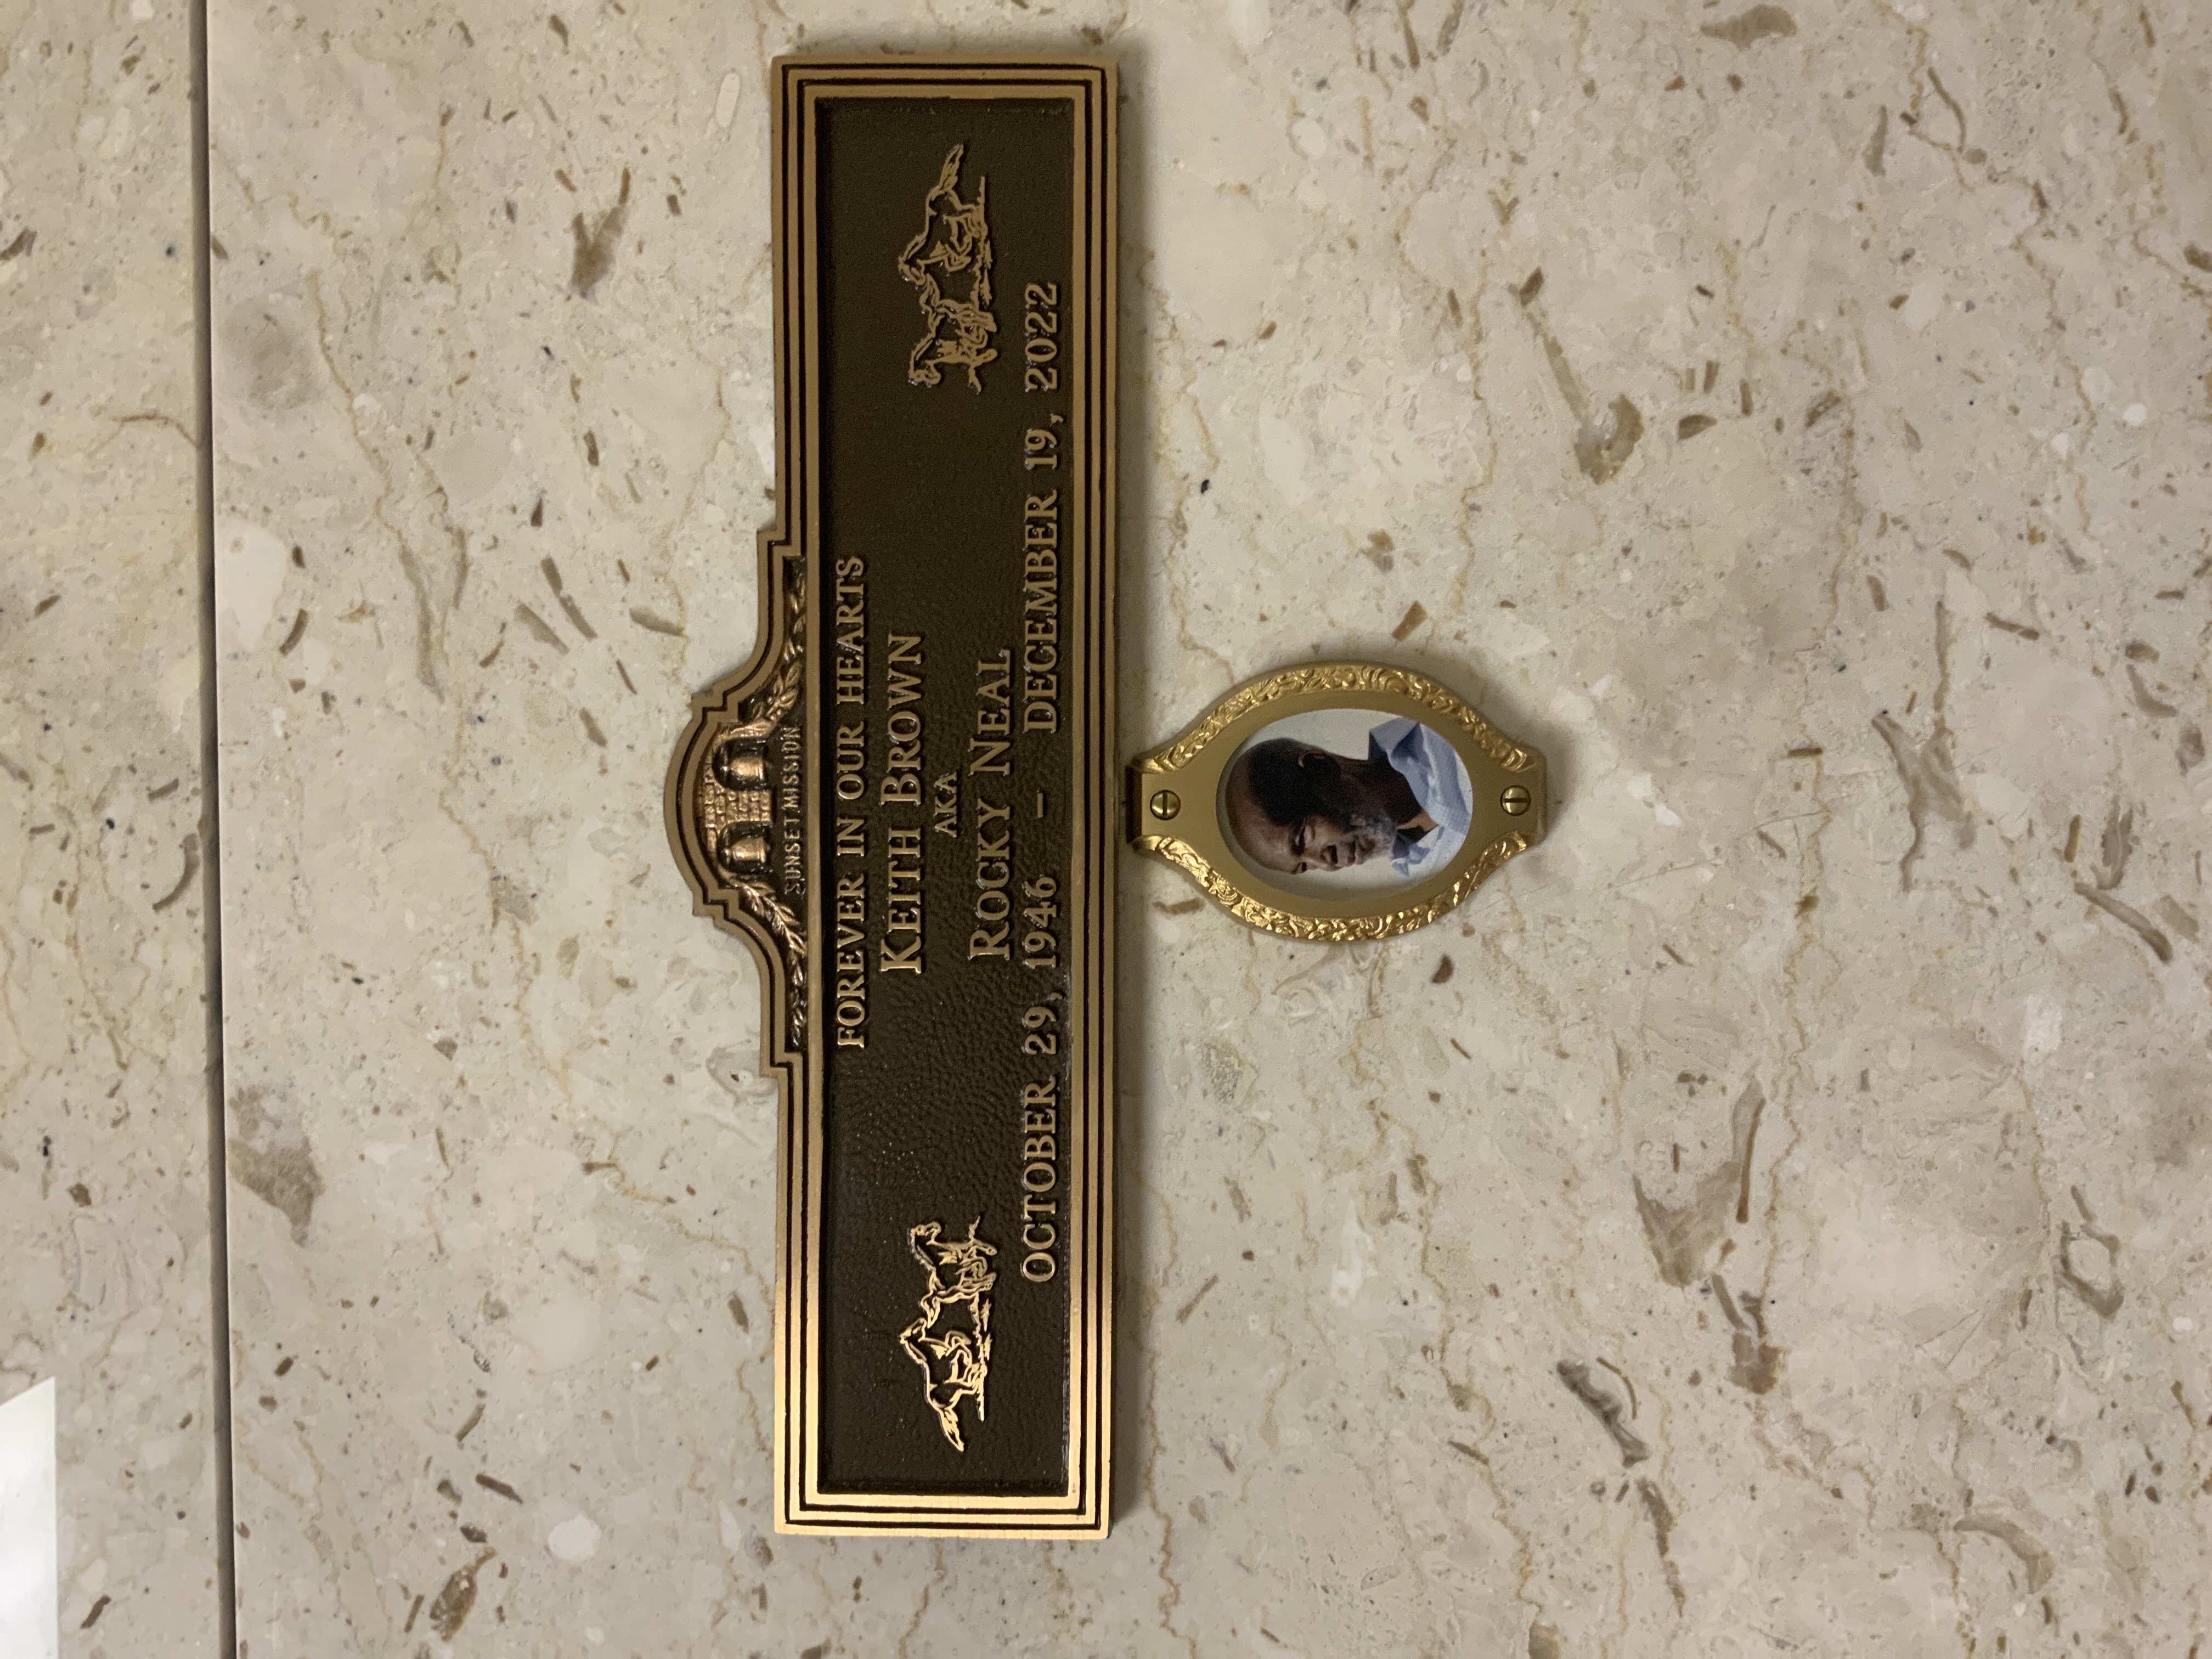 SUNSET MISSION
FOREVER IN OUR HEARTS
KEITH BROWN
AKA
ROCKY NEAL
OCTOBER 29, 1946 – DECEMBER 19, 2022